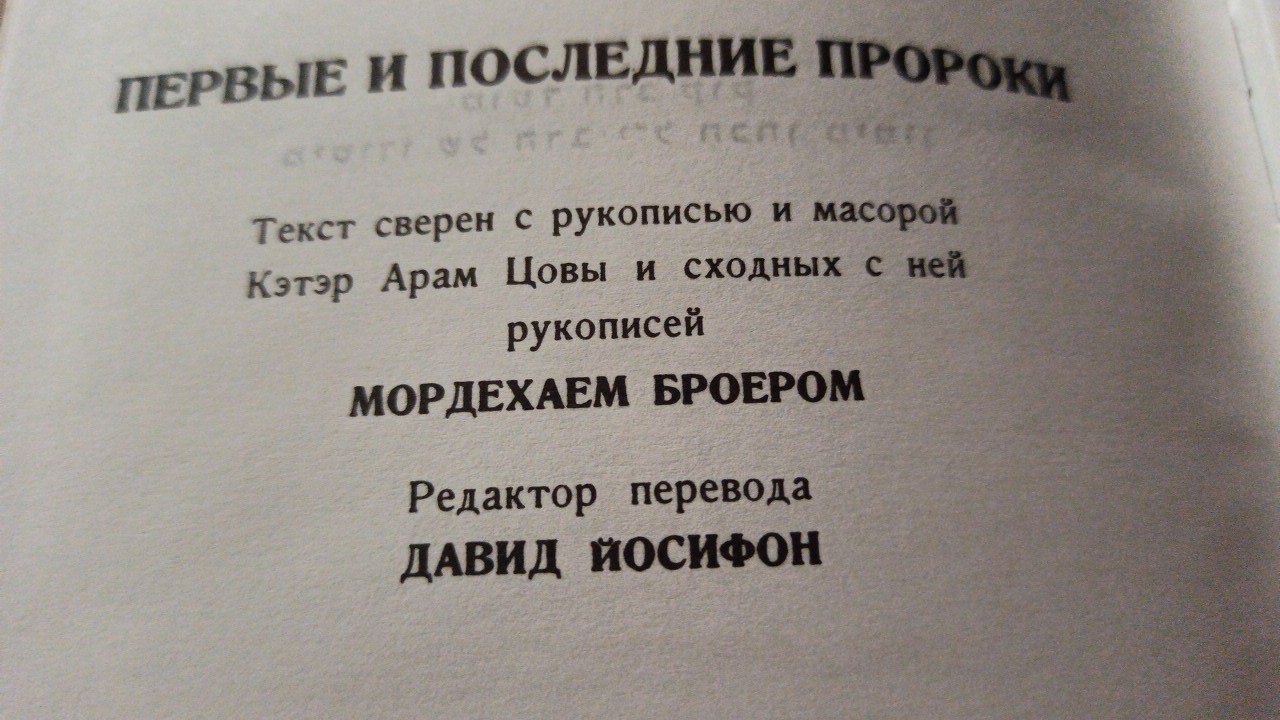 ПЕРВЫЕ И ПОСЛЕДНИЕ ПРОРОКИ
Текст сверен с рукописью и масорой
Кэтэр Арам Цовы и сходных с ней
рукописей
МОРДЕХАЕМ БРОЕРОМ
Редактор перевода
ДАВИД ЙОСИФОН